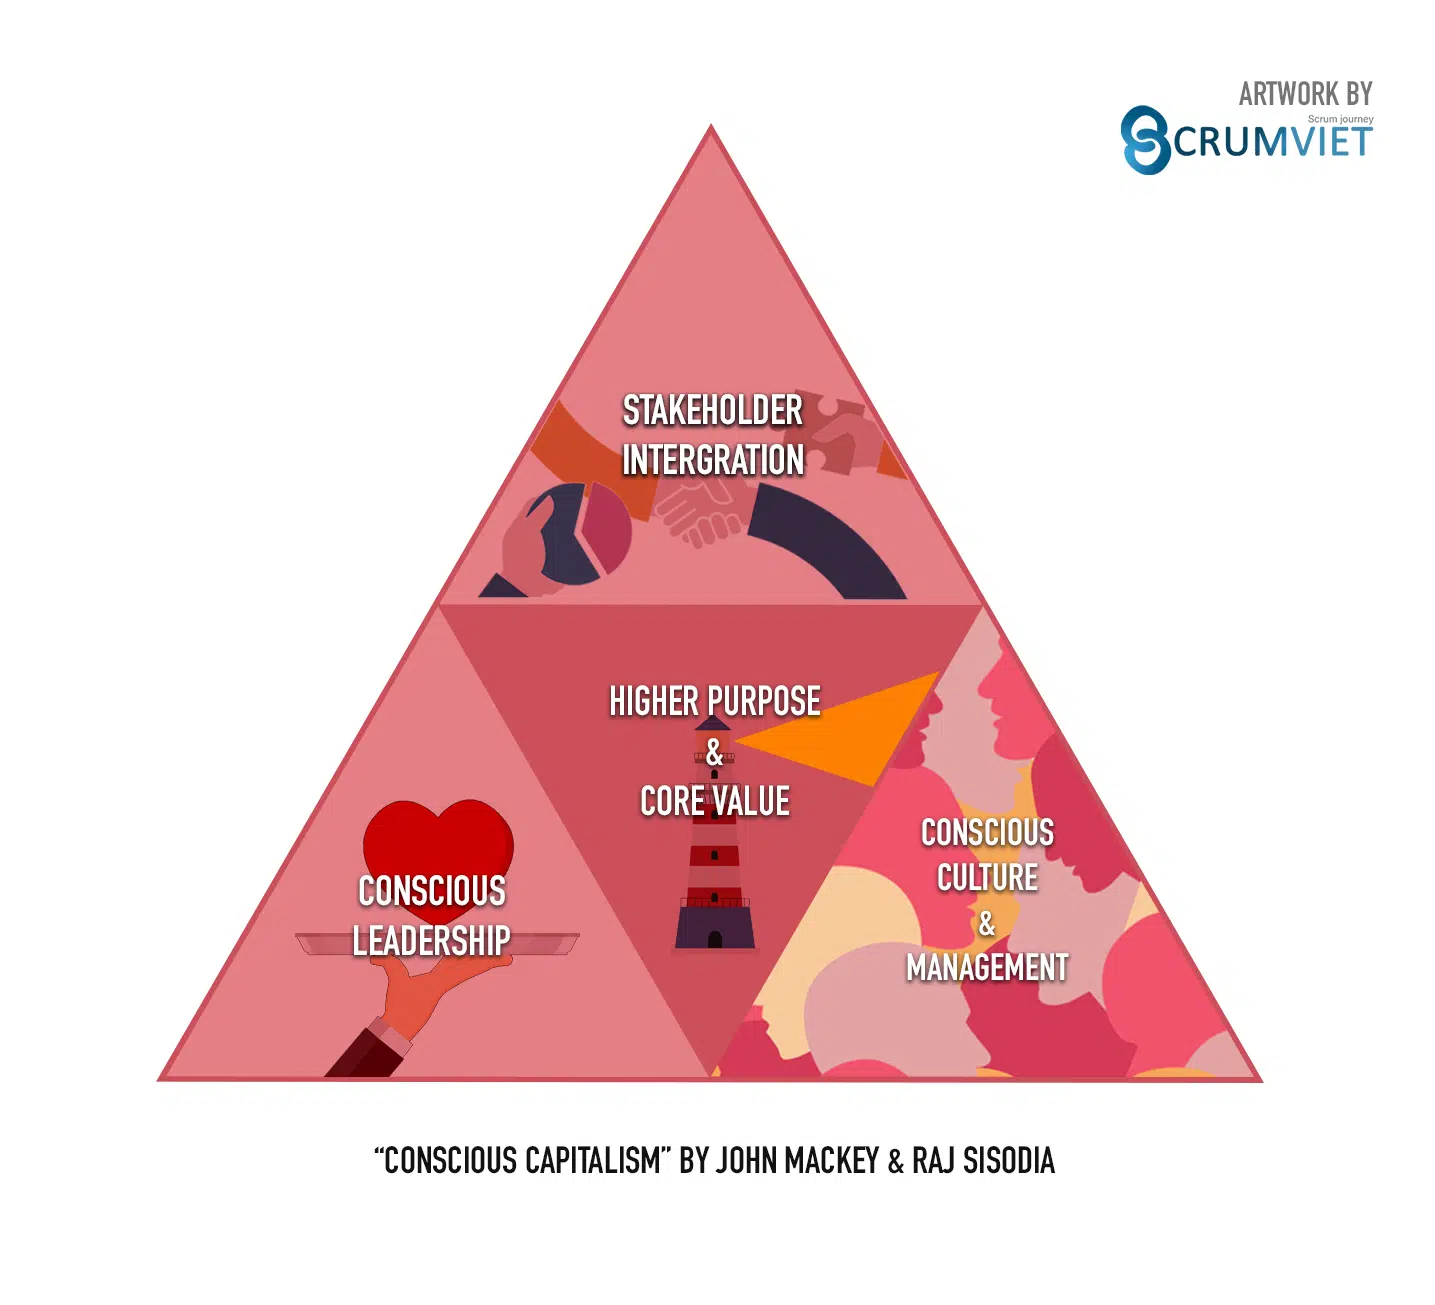 ARTWORK BY
Scrum journey
SCRUMVIET
STAKEHOLDER
INTERGRATION
HIGHER PURPOSE
&
CORE VALUE
CONSCIOUS
CULTURE
&
MANAGEMENT
CONSCIOUS
LEADERSHIP
“CONSCIOUS CAPITALISM” BY JOHN MACKEY & RAJ SISODIA